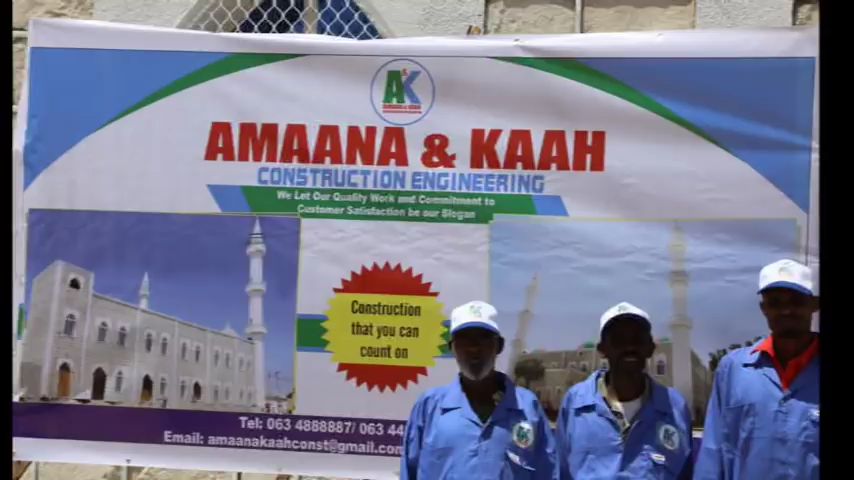 A&K
AMAANA & KAAH
CONSTRUCTION ENGINEERING
We Let Our Quality Work and Commitment to
Customer Satisfaction be our Slogan
Construction
that you can
count on
Tel: 063 4888887/ 063 44
Email: amaanakaahconst@gmail.com